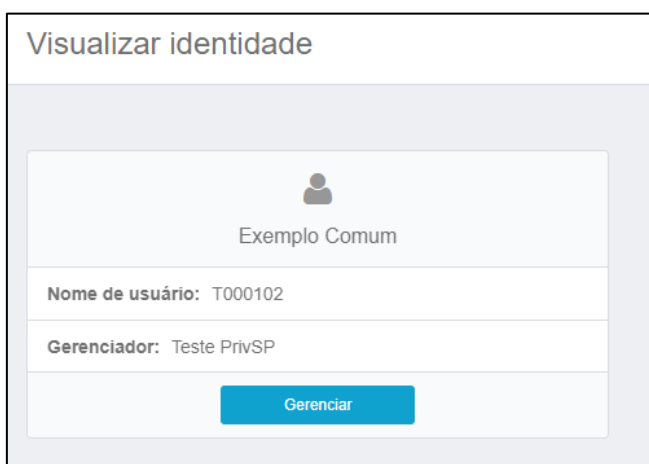 Visualizar identidade
Exemplo Comum
Nome de usuário: T000102
Gerenciador: Teste PrivSP
Gerenciar